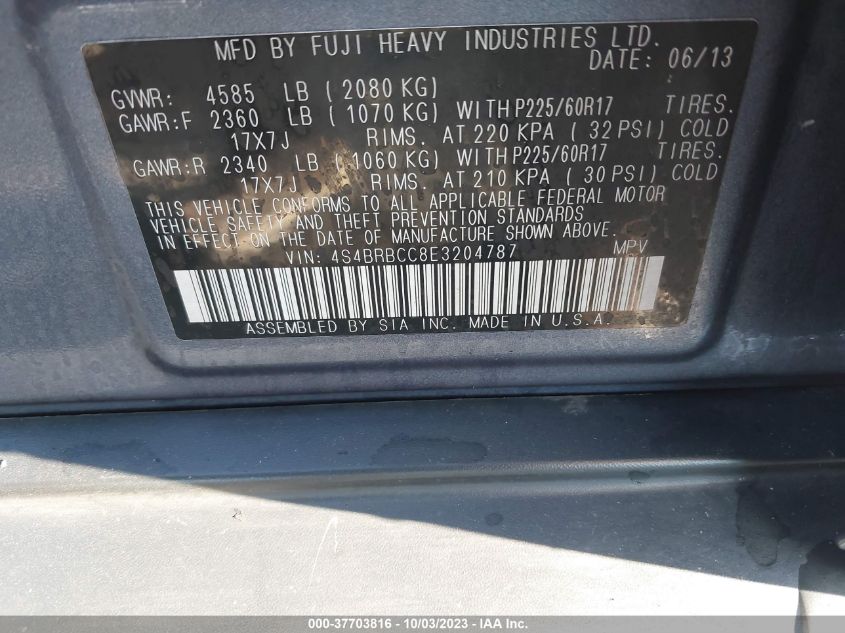 MFD BY FUJI HEAVY INDUSTRIES LTD.
DATE: 06/13
GVWR: 4585 LB (2080 KG)
GAWR:F 2360 LB (1070 KG) WITH P225/60R17 TIRES.
17X7J RIMS. AT 220 KPA (32 PSI) COLD
GAWR:R 2340 LB (1060 KG) WITH P225/60R17 TIRES.
17X7J RIMS. AT 210 KPA (30 PSI) COLD
THIS VEHICLE CONFORMS TO ALL APPLICABLE FEDERAL MOTOR
VEHICLE SAFETY AND THEFT PREVENTION STANDARDS
IN EFFECT ON THE DATE OF MANUFACTURE SHOWN ABOVE.
VIN: 4S4BRBCC8E3204787 MPV
ASSEMBLED BY SIA INC. MADE IN U.S.A.
000-37703816 - 10/03/2023 - IAAI.com